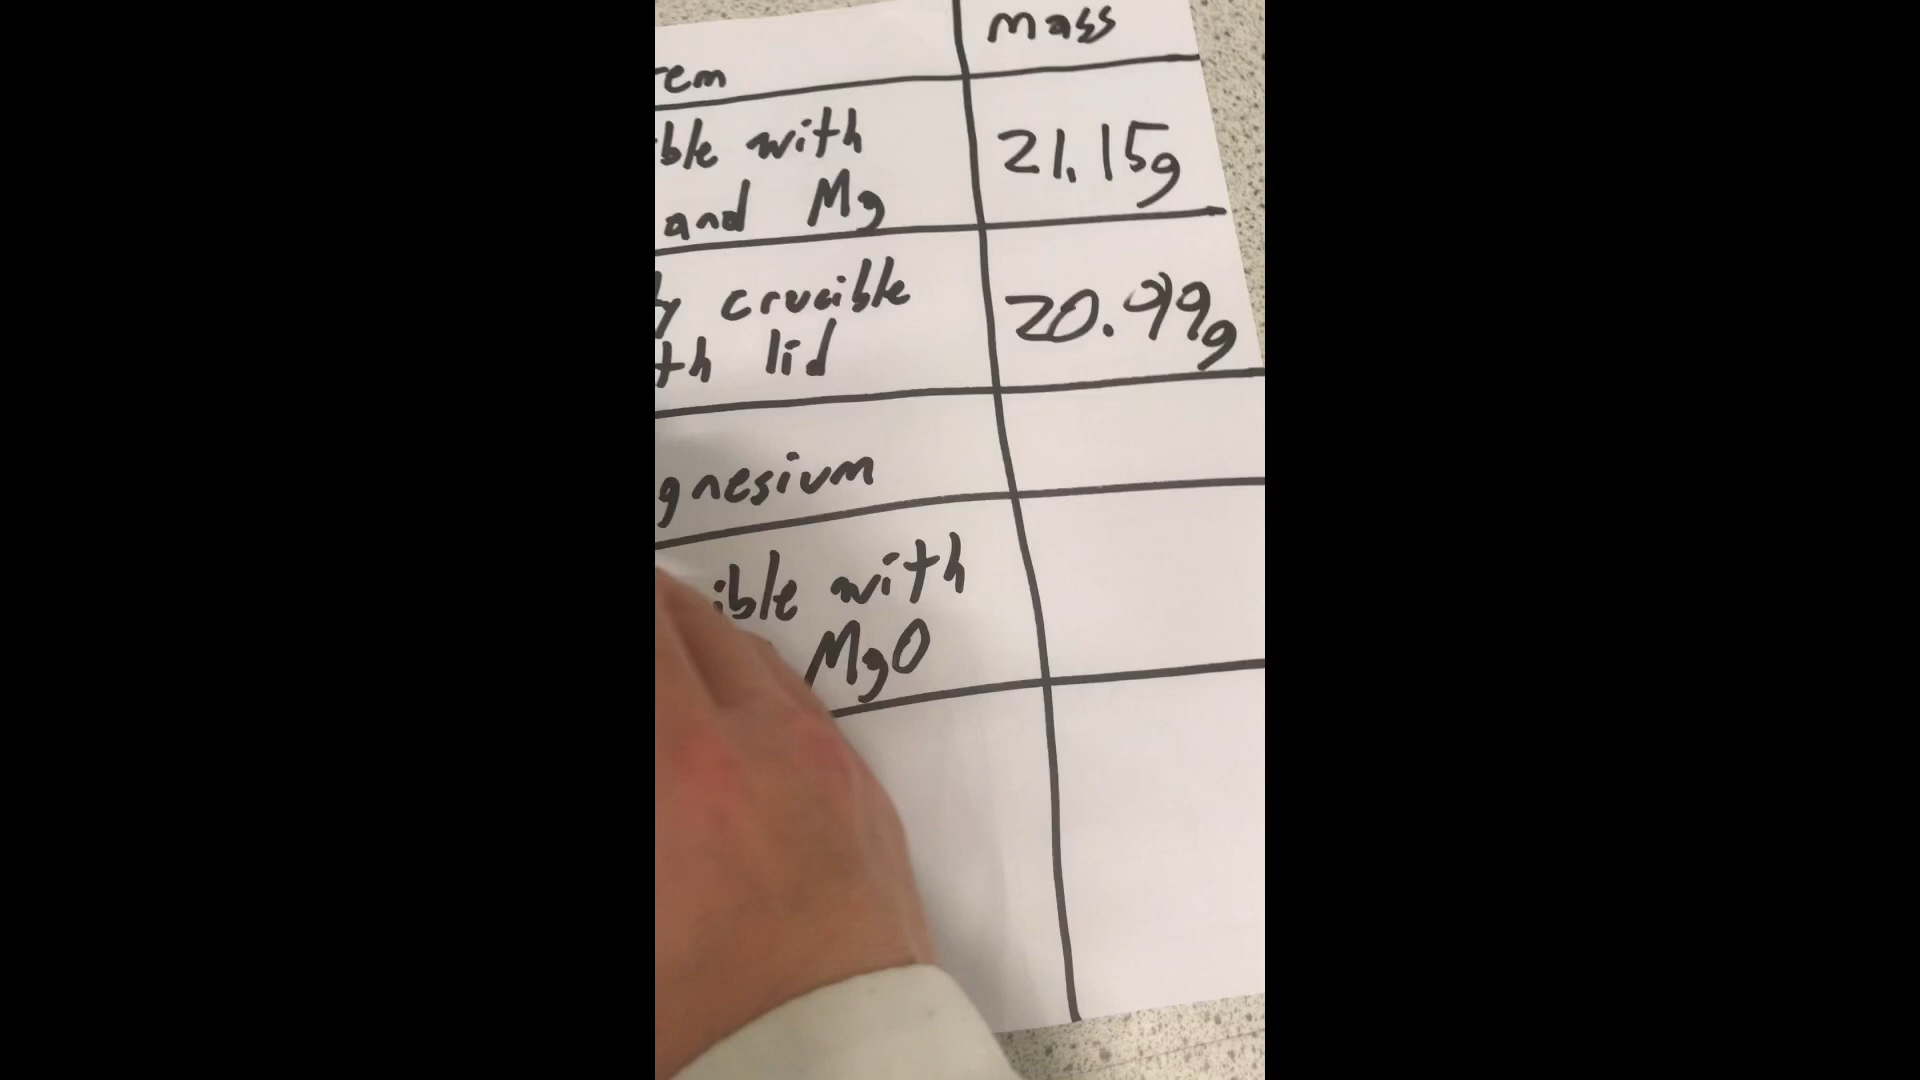 mass
em
ble with
21.15g
and Mg
y crucible
20.99g
th lid
gnesium
ible with
MgO